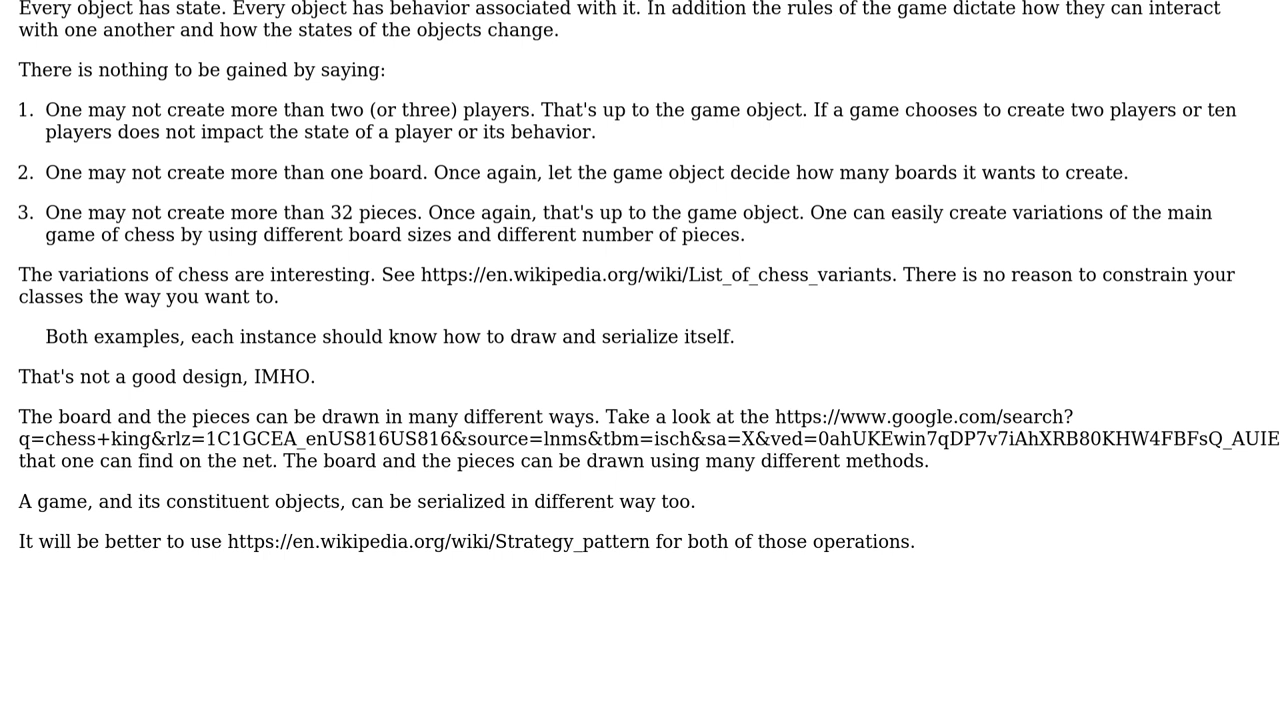 Every object has state. Every object has behavior associated with it. In addition the rules of the game dictate how they can interact
with one another and how the states of the objects change.
There is nothing to be gained by saying:
1. One may not create more than two (or three) players. That's up to the game object. If a game chooses to create two players or ten
players does not impact the state of a player or its behavior.
2. One may not create more than one board. Once again, let the game object decide how many boards it wants to create.
3. One may not create more than 32 pieces. Once again, that's up to the game object. One can easily create variations of the main
game of chess by using different board sizes and different number of pieces.
The variations of chess are interesting. See https://en.wikipedia.org/wiki/List_of_chess_variants. There is no reason to constrain your
classes the way you want to.
Both examples, each instance should know how to draw and serialize itself.
That's not a good design, IMHO.
The board and the pieces can be drawn in many different ways. Take a look at the https://www.google.com/search?
q=chess+king&rlz=1C1GCEA_enUS816US816&source=lnms&tbm=isch&sa=X&ved=0ahUKEwin7qDP7v7iAhXRB80KHW4FBFsQ_AUIE
that one can find on the net. The board and the pieces can be drawn using many different methods.
A game, and its constituent objects, can be serialized in different way too.
It will be better to use https://en.wikipedia.org/wiki/Strategy_pattern for both of those operations.